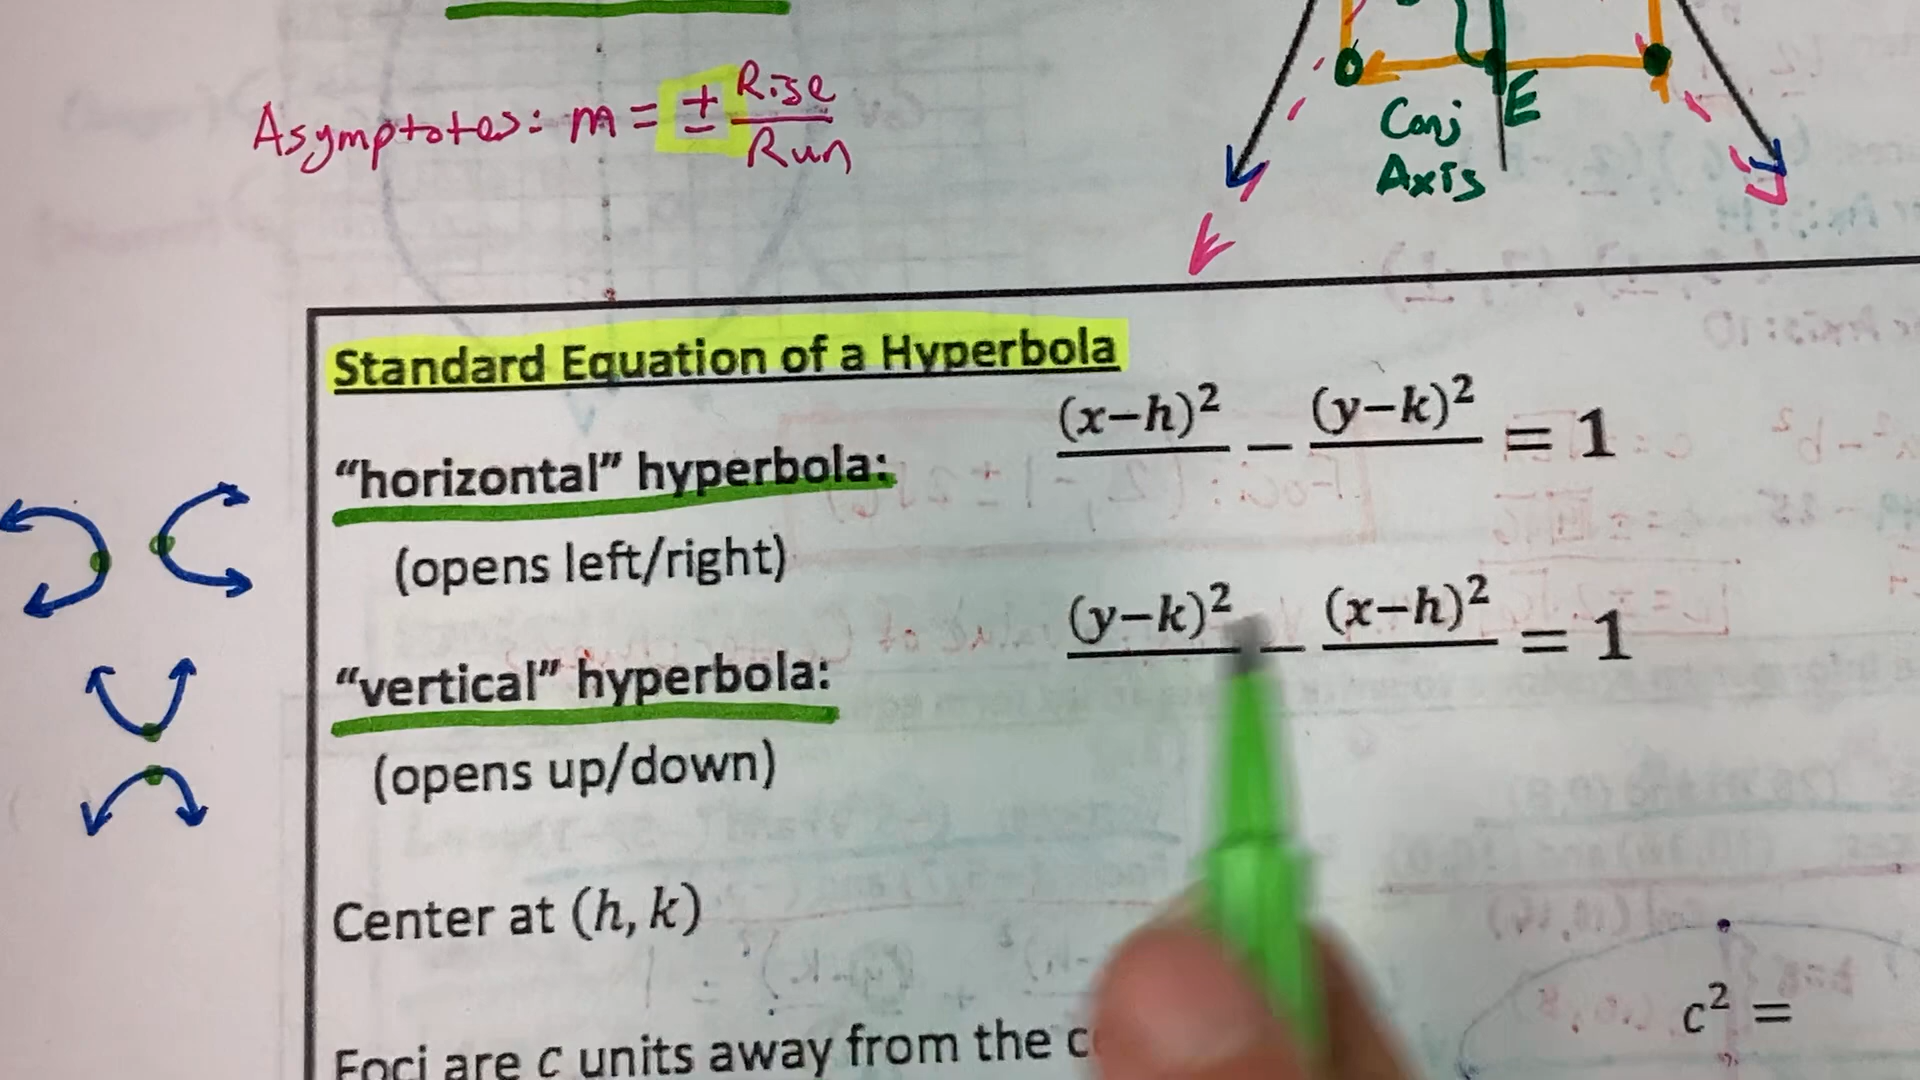 Asymptotes: m = ± Rise
Run
Conj
Axis
E
Standard Equation of a Hyperbola
"horizontal" hyperbola: (x−h)² − (y−k)² = 1
(opens left/right)
"vertical" hyperbola: (y−k)² − (x−h)² = 1
(opens up/down)
Center at (h, k)
c² =
Foci are c units away from the